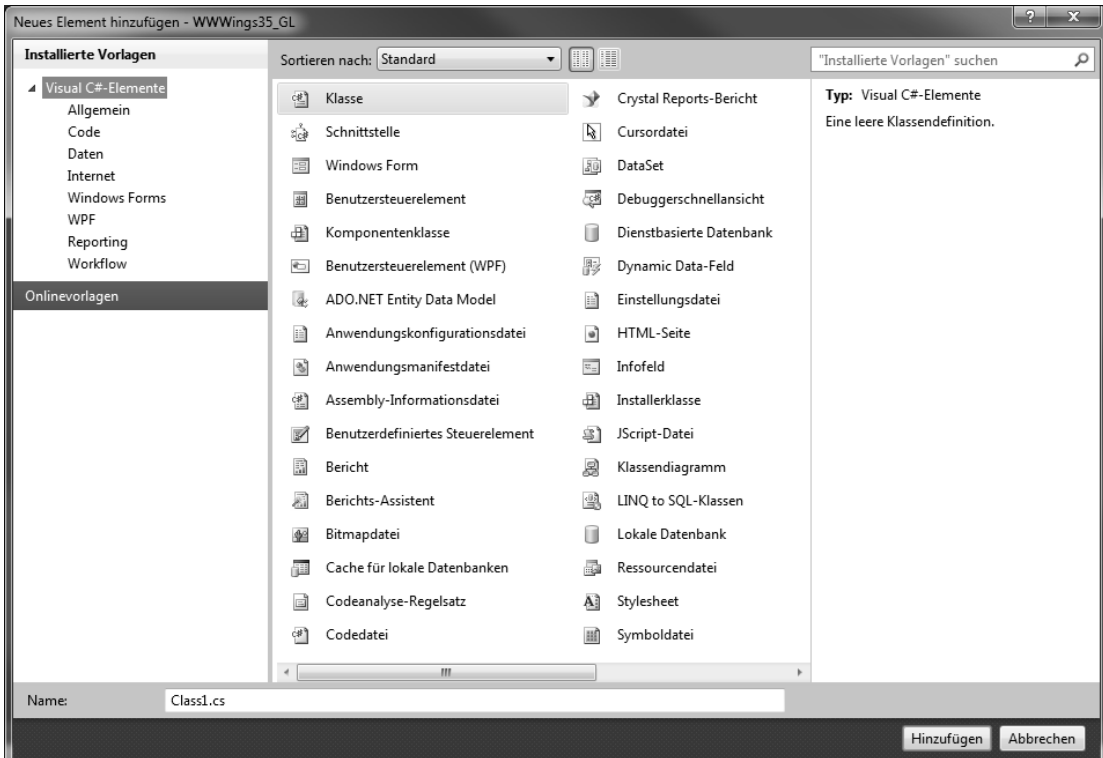 Neues Element hinzufügen - WWWings35_GL
Installierte Vorlagen
Visual C#-Elemente
Allgemein
Code
Daten
Internet
Windows Forms
WPF
Reporting
Workflow
Onlinevorlagen
Sortieren nach: Standard
Klasse
Schnittstelle
Windows Form
Benutzersteuerelement
Komponentenklasse
Benutzersteuerelement (WPF)
ADO.NET Entity Data Model
Anwendungskonfigurationsdatei
Anwendungsmanifestdatei
Assembly-Informationsdatei
Benutzerdefiniertes Steuerelement
Bericht
Berichts-Assistent
Bitmapdatei
Cache für lokale Datenbanken
Codeanalyse-Regelsatz
Codedatei
Crystal Reports-Bericht
Cursordatei
DataSet
Debuggerschnellansicht
Dienstbasierte Datenbank
Dynamic Data-Feld
Einstellungsdatei
HTML-Seite
Infofeld
Installerklasse
JScript-Datei
Klassendiagramm
LINQ to SQL-Klassen
Lokale Datenbank
Ressourcendatei
Stylesheet
Symboldatei
"Installierte Vorlagen" suchen
Typ: Visual C#-Elemente
Eine leere Klassendefinition.
Name: Class1.cs
Hinzufügen
Abbrechen